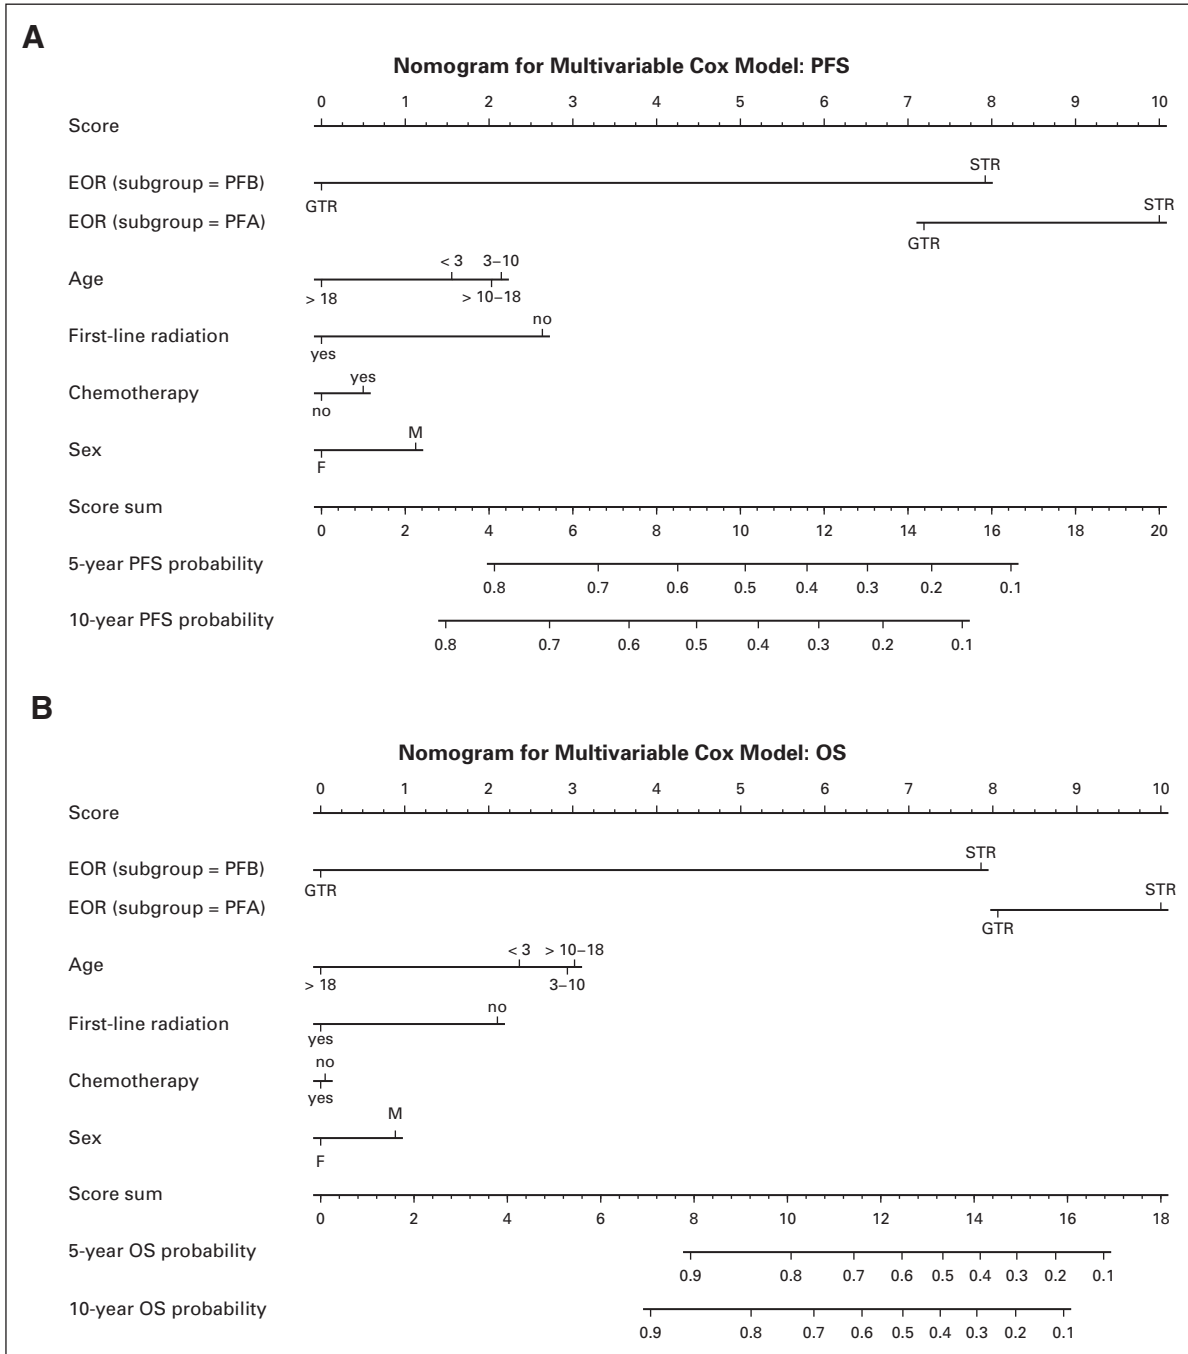 A
Nomogram for Multivariable Cox Model: PFS
0 1 2 3 4 5 6 7 8 9 10
Score
STR
EOR (subgroup = PFB)
GTR
STR
EOR (subgroup = PFA)
GTR
< 3 3–10
Age
> 18 > 10–18
no
First-line radiation
yes
yes
Chemotherapy
no
M
Sex
F
Score sum
0 2 4 6 8 10 12 14 16 18 20
5-year PFS probability
0.8 0.7 0.6 0.5 0.4 0.3 0.2 0.1
10-year PFS probability
0.8 0.7 0.6 0.5 0.4 0.3 0.2 0.1
B
Nomogram for Multivariable Cox Model: OS
0 1 2 3 4 5 6 7 8 9 10
Score
STR
EOR (subgroup = PFB)
GTR
STR
EOR (subgroup = PFA)
GTR
< 3 > 10–18
Age
> 18 3–10
no
First-line radiation
yes
no
Chemotherapy
yes
M
Sex
F
Score sum
0 2 4 6 8 10 12 14 16 18
5-year OS probability
0.9 0.8 0.7 0.6 0.5 0.4 0.3 0.2 0.1
10-year OS probability
0.9 0.8 0.7 0.6 0.5 0.4 0.3 0.2 0.1